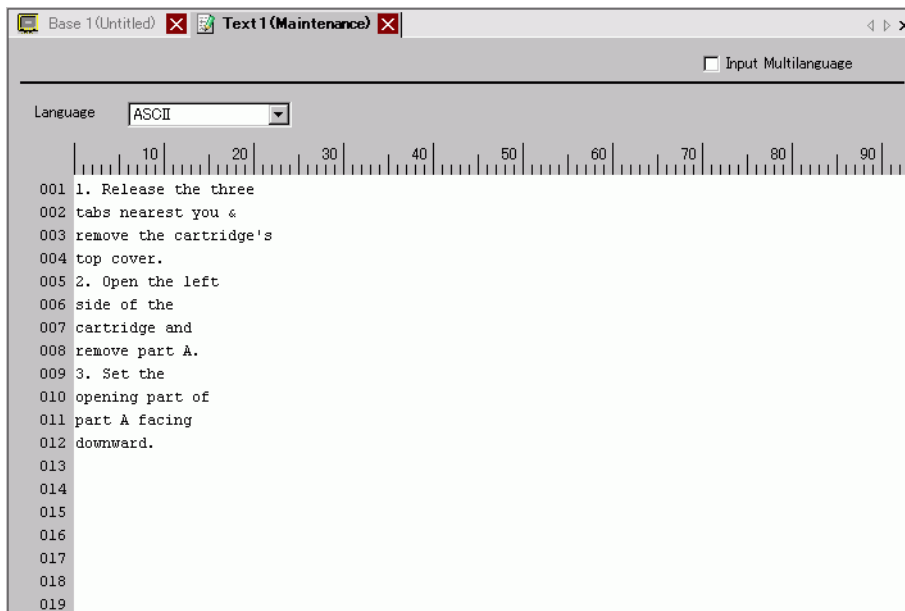 Base 1(Untitled) Text1(Maintenance)
Input Multilanguage
Language ASCII
10 20 30 40 50 60 70 80 90
001 1. Release the three
002 tabs nearest you &
003 remove the cartridge's
004 top cover.
005 2. Open the left
006 side of the
007 cartridge and
008 remove part A.
009 3. Set the
010 opening part of
011 part A facing
012 downward.
013
014
015
016
017
018
019